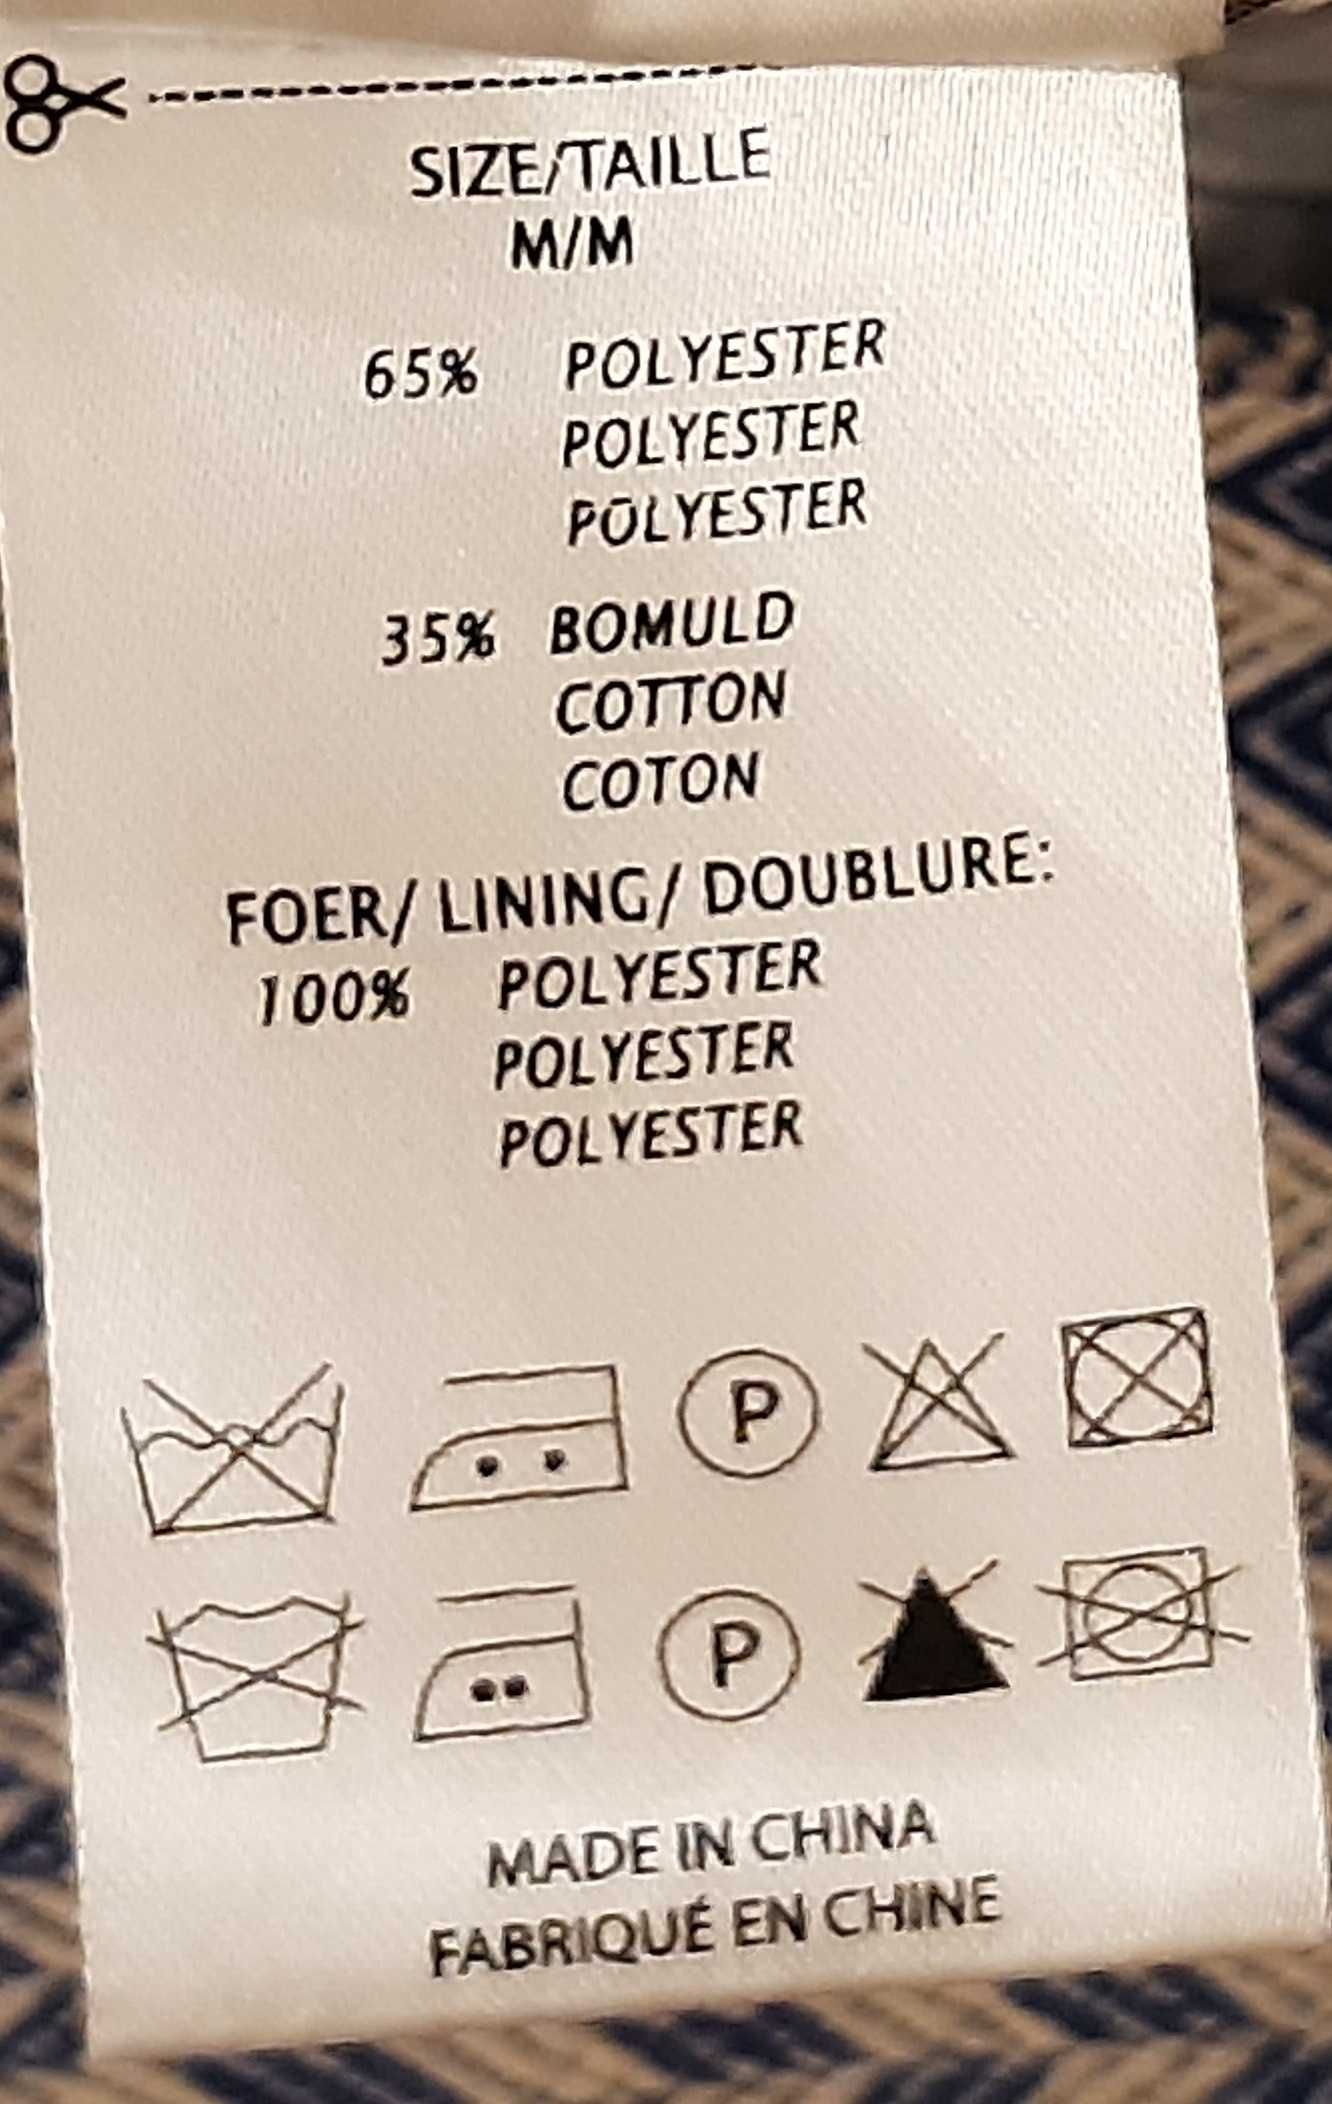 SIZE/TAILLE
M/M
65% POLYESTER
POLYESTER
POLYESTER
35% BOMULD
COTTON
COTON
FOER/ LINING/ DOUBLURE:
100% POLYESTER
POLYESTER
POLYESTER
P
P
MADE IN CHINA
FABRIQUÉ EN CHINE